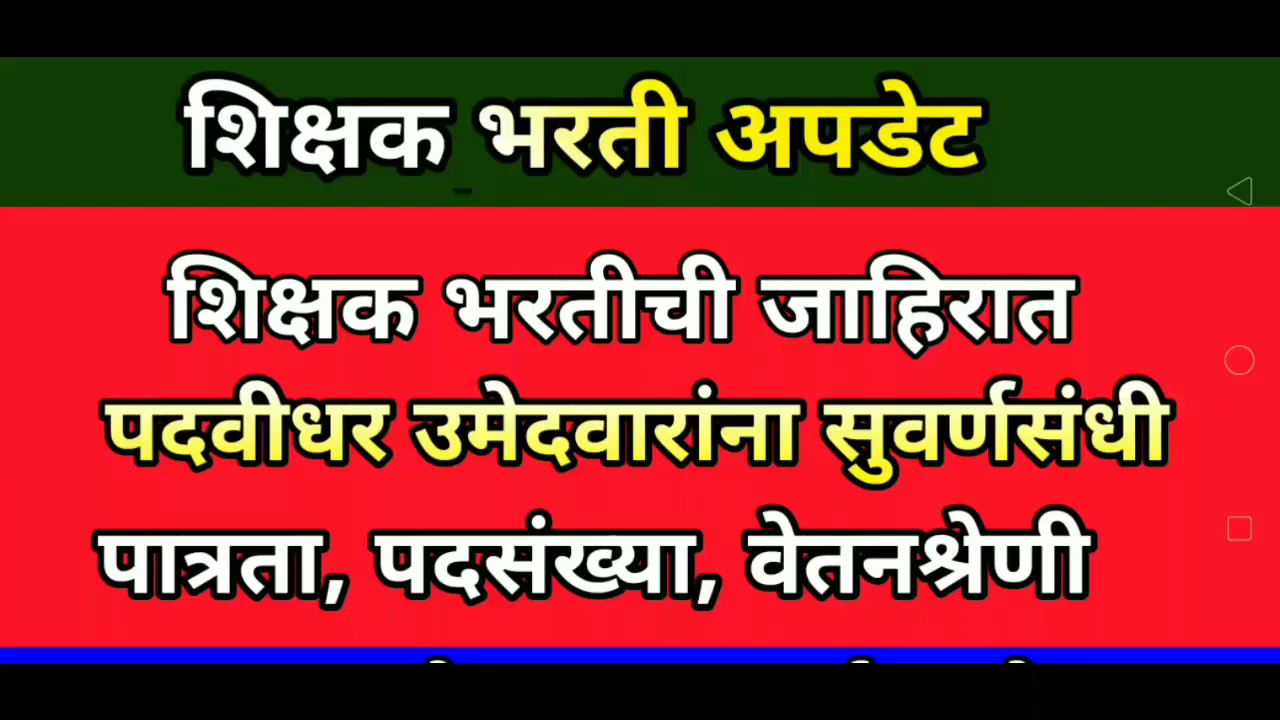 शिक्षक भरती अपडेट
शिक्षक भरतीची जाहिरात
पदवीधर उमेदवारांना सुवर्णसंधी
पात्रता, पदसंख्या, वेतनश्रेणी